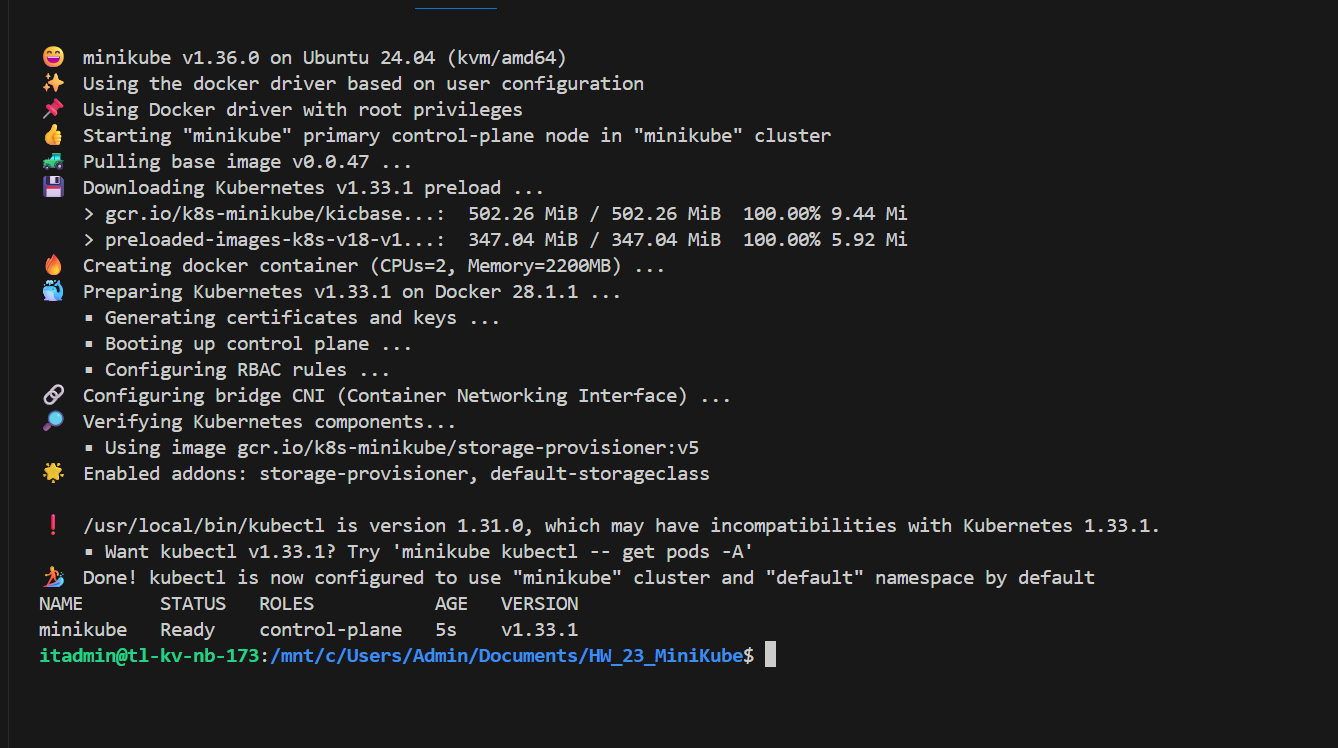 😄 minikube v1.36.0 on Ubuntu 24.04 (kvm/amd64)
✨ Using the docker driver based on user configuration
📌 Using Docker driver with root privileges
👍 Starting "minikube" primary control-plane node in "minikube" cluster
🚜 Pulling base image v0.0.47 ...
💾 Downloading Kubernetes v1.33.1 preload ...
> gcr.io/k8s-minikube/kicbase...: 502.26 MiB / 502.26 MiB 100.00% 9.44 Mi
> preloaded-images-k8s-v18-v1...: 347.04 MiB / 347.04 MiB 100.00% 5.92 Mi
🔥 Creating docker container (CPUs=2, Memory=2200MB) ...
🐳 Preparing Kubernetes v1.33.1 on Docker 28.1.1 ...
▪ Generating certificates and keys ...
▪ Booting up control plane ...
▪ Configuring RBAC rules ...
🔗 Configuring bridge CNI (Container Networking Interface) ...
🔎 Verifying Kubernetes components...
▪ Using image gcr.io/k8s-minikube/storage-provisioner:v5
🌟 Enabled addons: storage-provisioner, default-storageclass
❗ /usr/local/bin/kubectl is version 1.31.0, which may have incompatibilities with Kubernetes 1.33.1.
▪ Want kubectl v1.33.1? Try 'minikube kubectl -- get pods -A'
🏄 Done! kubectl is now configured to use "minikube" cluster and "default" namespace by default
NAME STATUS ROLES AGE VERSION
minikube Ready control-plane 5s v1.33.1
itadmin@tl-kv-nb-173:/mnt/c/Users/Admin/Documents/HW_23_MiniKube$